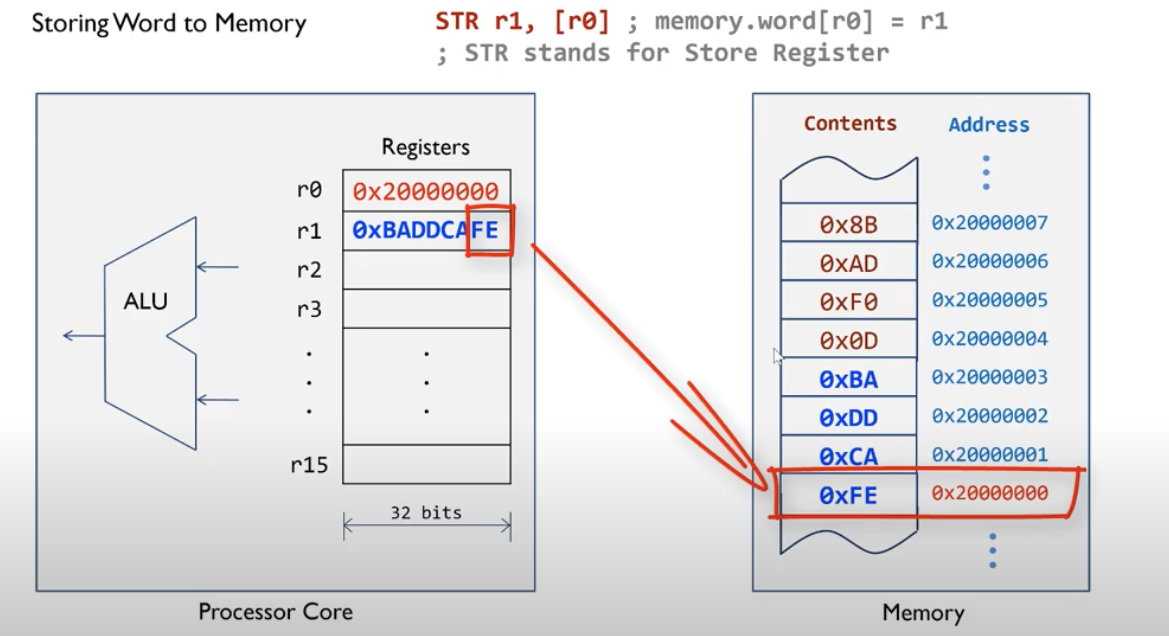 Storing Word to Memory
STR r1, [r0] ; memory.word[r0] = r1
; STR stands for Store Register
Registers
r0 0x20000000
r1 0xBADDCAFE
r2
r3
ALU
r15
32 bits
Processor Core
Contents Address
0x8B 0x20000007
0xAD 0x20000006
0xF0 0x20000005
0x0D 0x20000004
0xBA 0x20000003
0xDD 0x20000002
0xCA 0x20000001
0xFE 0x20000000
Memory